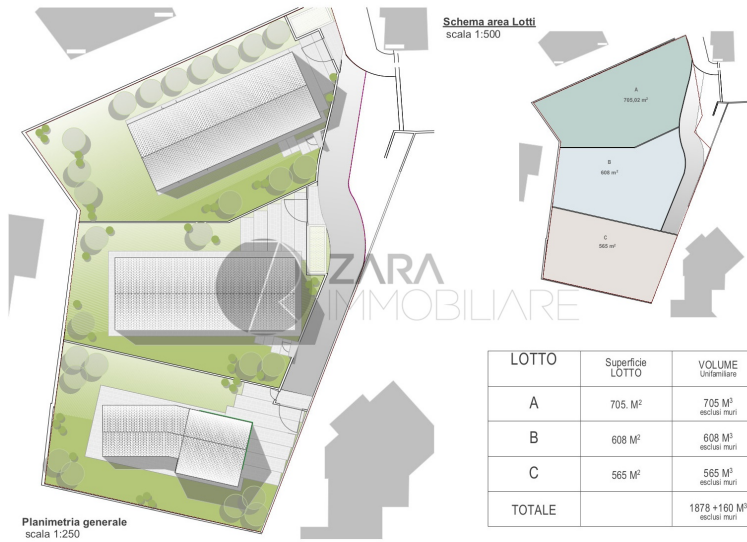 Schema area Lotti
scala 1:500
A
705,02 m²
B
608 m²
C
565 m²
ZARA
IMMOBILIARE
LOTTO
Superficie
LOTTO
VOLUME
Unifamiliare
A
705. M²
705 M³
esclusi muri
B
608 M²
608 M³
esclusi muri
C
565 M²
565 M³
esclusi muri
TOTALE
1878 +160 M³
esclusi muri
Planimetria generale
scala 1:250